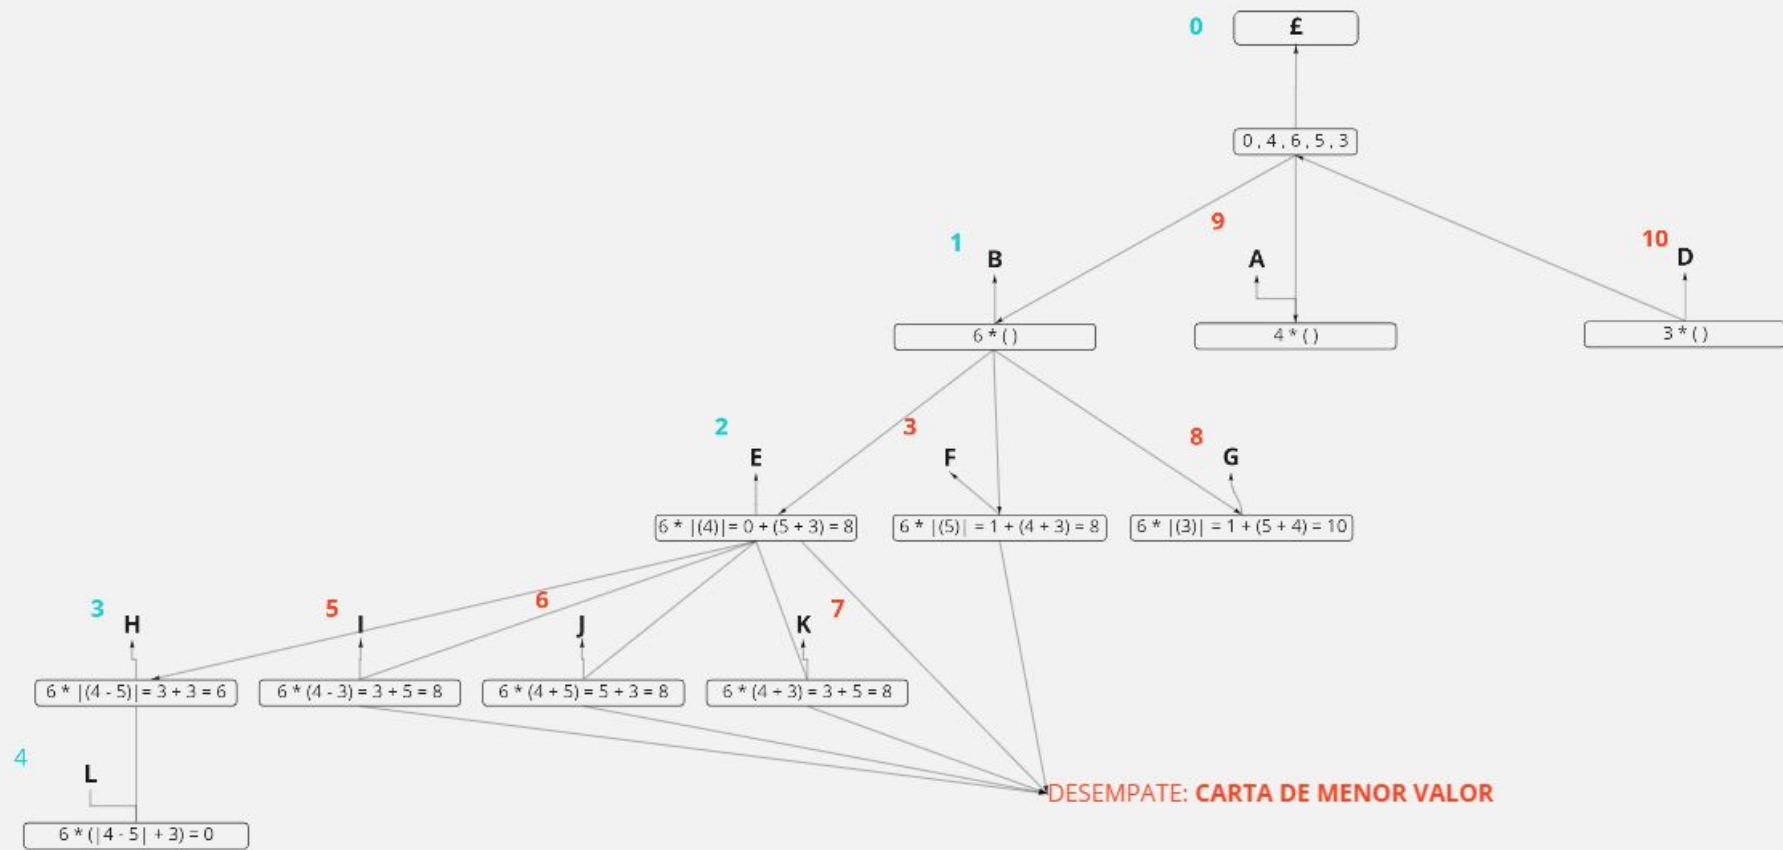 0
£
0 , 4 , 6 , 5 , 3
9
10
1
B
A
D
6 * ( )
4 * ( )
3 * ( )
2
3
8
E
F
G
6 * |(4)|= 0 + (5 + 3) = 8
6 * |(5)| = 1 + (4 + 3) = 8
6 * |(3)| = 1 + (5 + 4) = 10
3
5
6
7
H
I
J
K
6 * |(4 - 5)|= 3 + 3 = 6
6 * (4 - 3) = 3 + 5 = 8
6 * (4 + 5) = 5 + 3 = 8
6 * (4 + 3) = 3 + 5 = 8
4
L
DESEMPATE: CARTA DE MENOR VALOR
6 * (|4 - 5| + 3) = 0